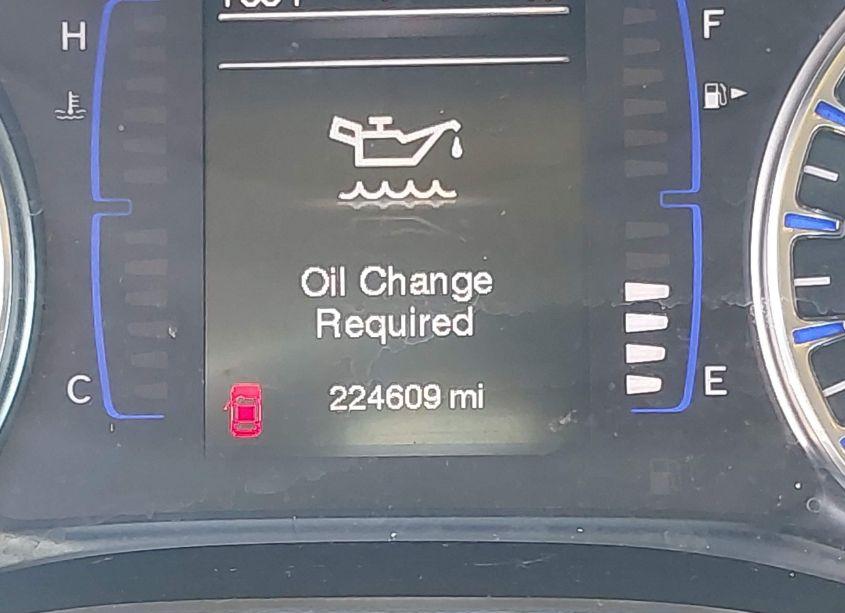 H
F
Oil Change
Required
C
E
224609 mi